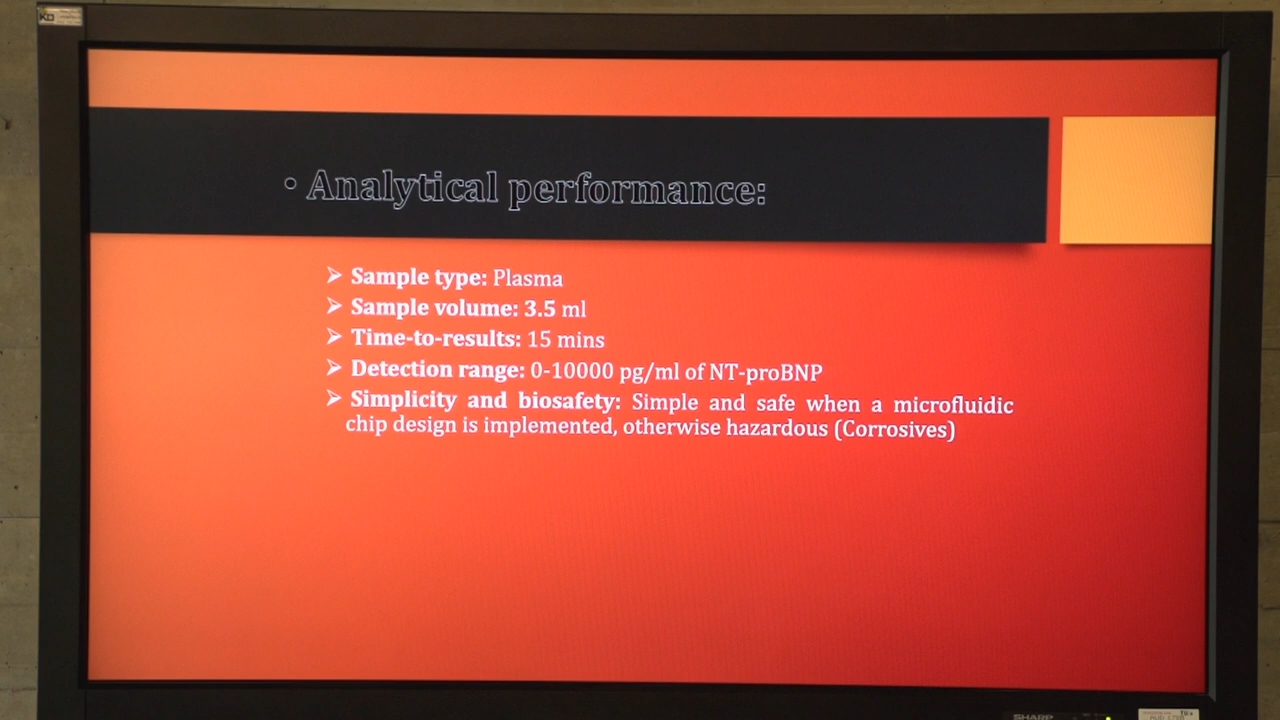 • Analytical performance:
➢ Sample type: Plasma
➢ Sample volume: 3.5 ml
➢ Time-to-results: 15 mins
➢ Detection range: 0-10000 pg/ml of NT-proBNP
➢ Simplicity and biosafety: Simple and safe when a microfluidic
chip design is implemented, otherwise hazardous (Corrosives)
SHARP